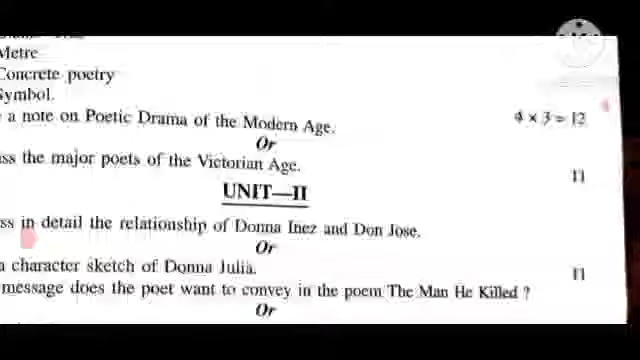 Metre
Concrete poetry
Symbol.
a note on Poetic Drama of the Modern Age. 4 × 3 = 12
Or
ss the major poets of the Victorian Age. 11
UNIT—II
ss in detail the relationship of Donna Inez and Don Jose.
Or
a character sketch of Donna Julia. 11
message does the poet want to convey in the poem The Man He Killed ?
Or